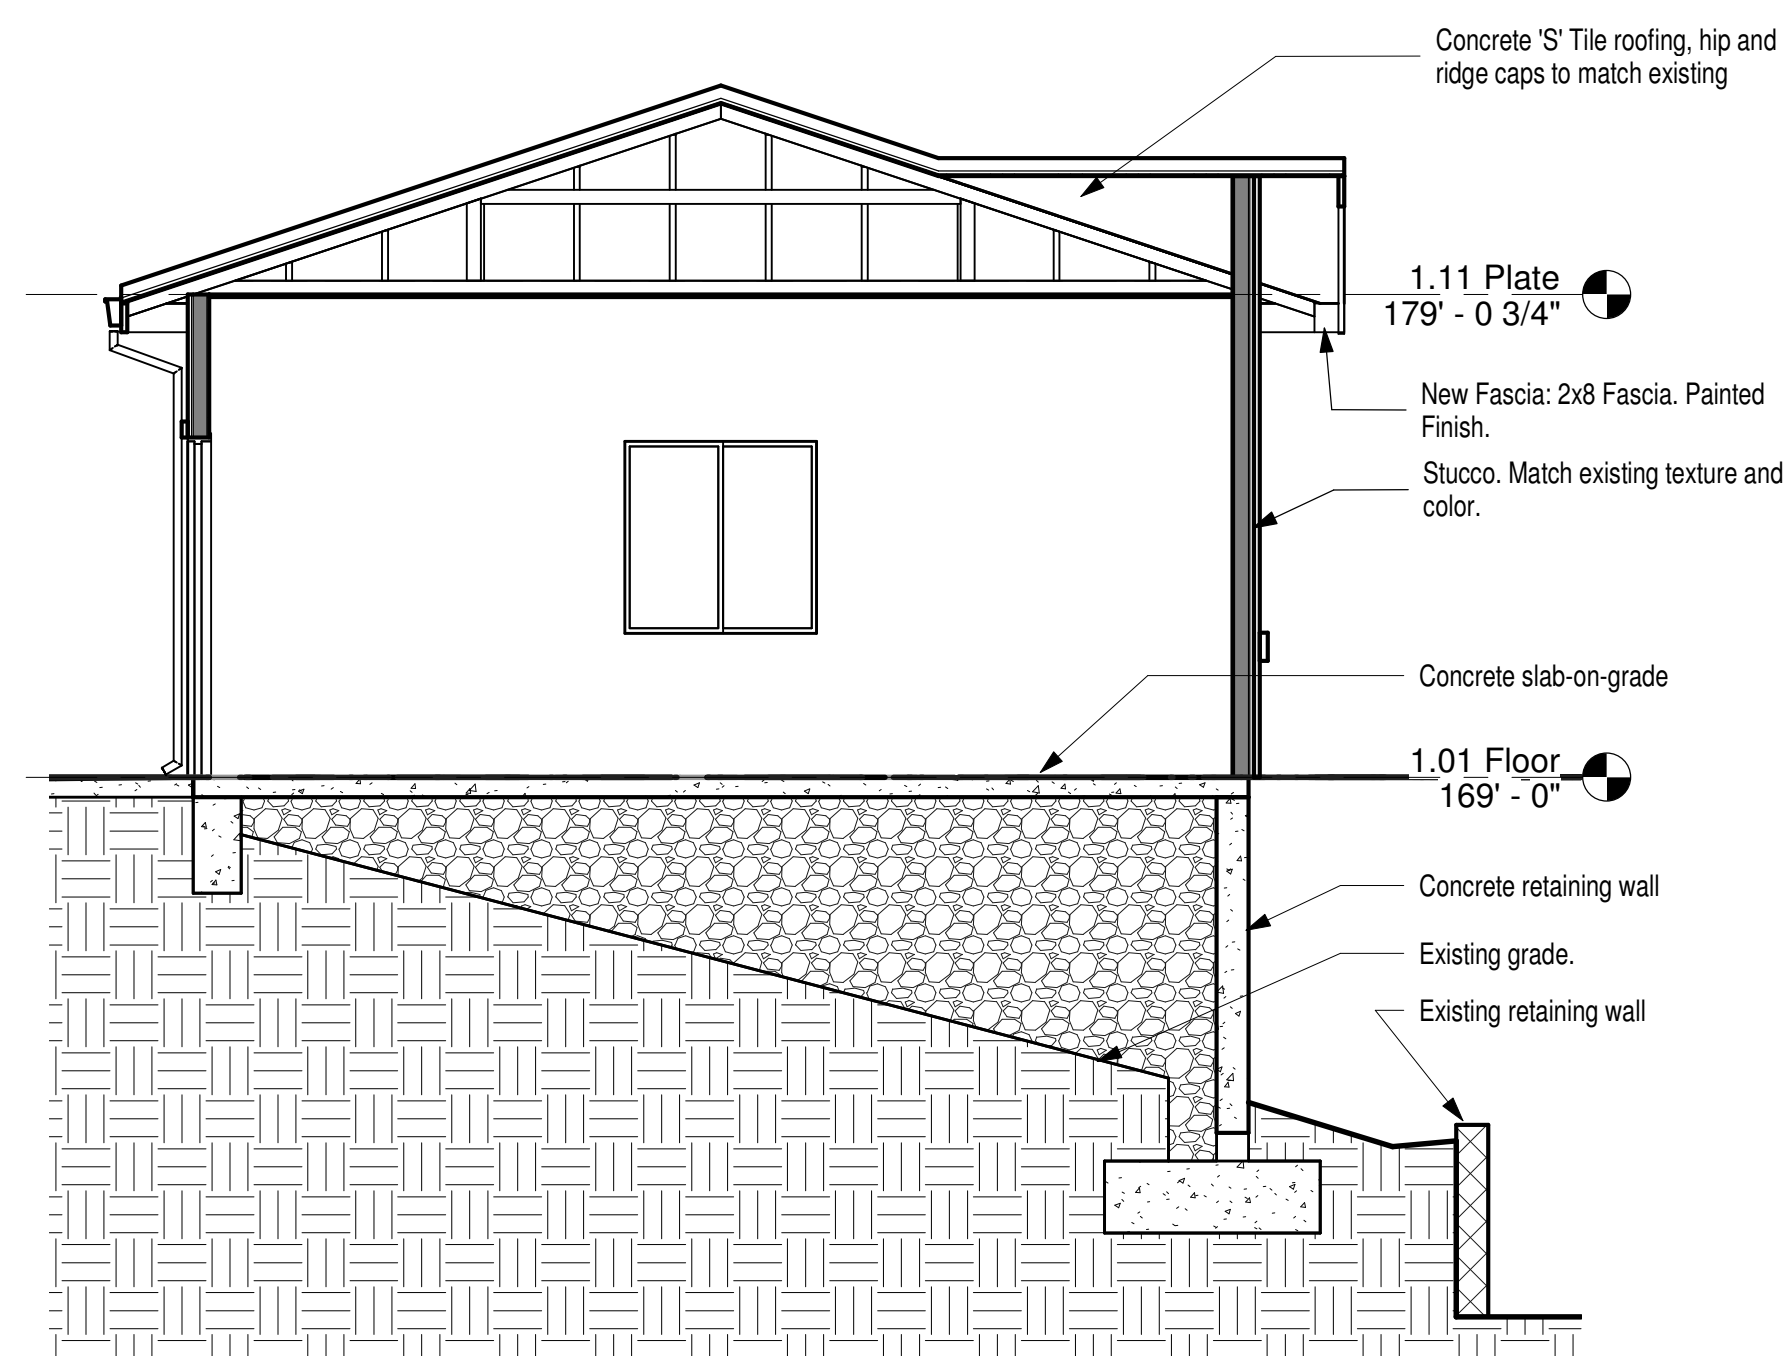 Concrete 'S' Tile roofing, hip and
ridge caps to match existing
1.11 Plate
179' - 0 3/4"
New Fascia: 2x8 Fascia. Painted
Finish.
Stucco. Match existing texture and
color.
Concrete slab-on-grade
1.01 Floor
169' - 0"
Concrete retaining wall
Existing grade.
Existing retaining wall